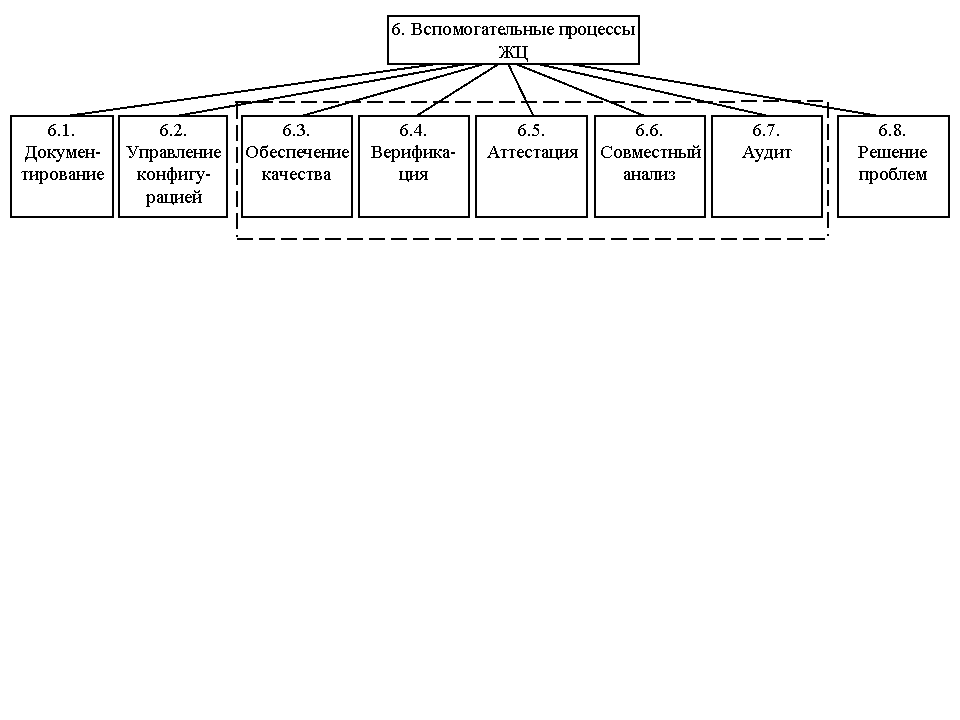 6. Вспомогательные процессы
ЖЦ
6.1.
Докумен-
тирование
6.2.
Управление
конфигу-
рацией
6.3.
Обеспечение
качества
6.4.
Верифика-
ция
6.5.
Аттестация
6.6.
Совместный
анализ
6.7.
Аудит
6.8.
Решение
проблем